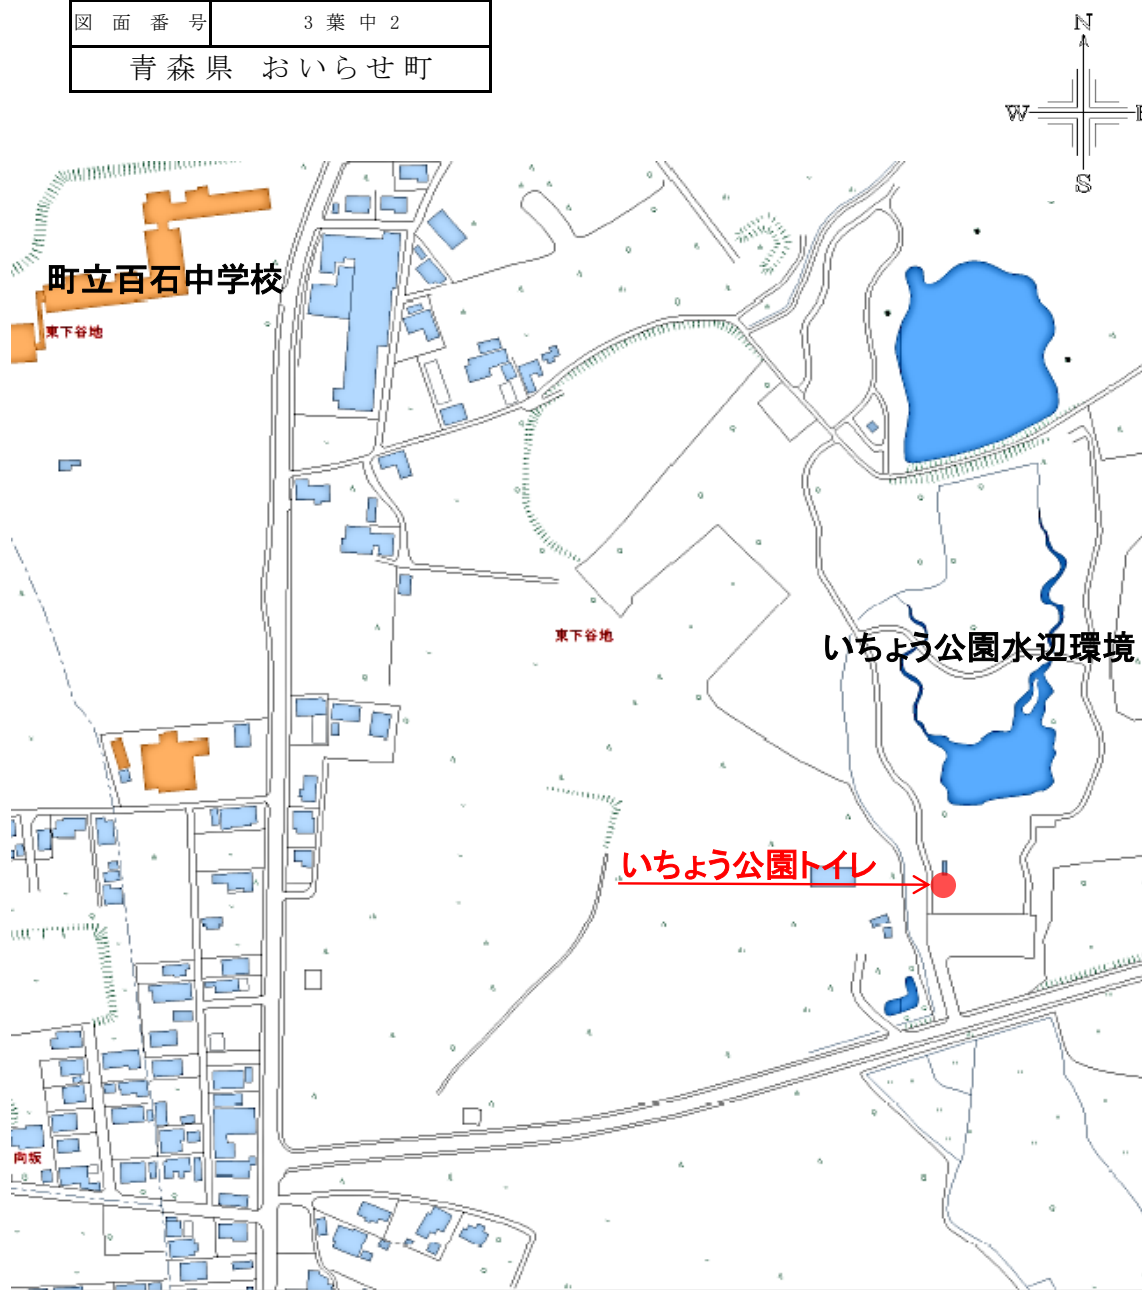 図面番号 3葉中2
青森県 おいらせ町
N
W
S
町立百石中学校
東下谷地
東下谷地
いちょう公園水辺環境
いちょう公園トイレ
向坂